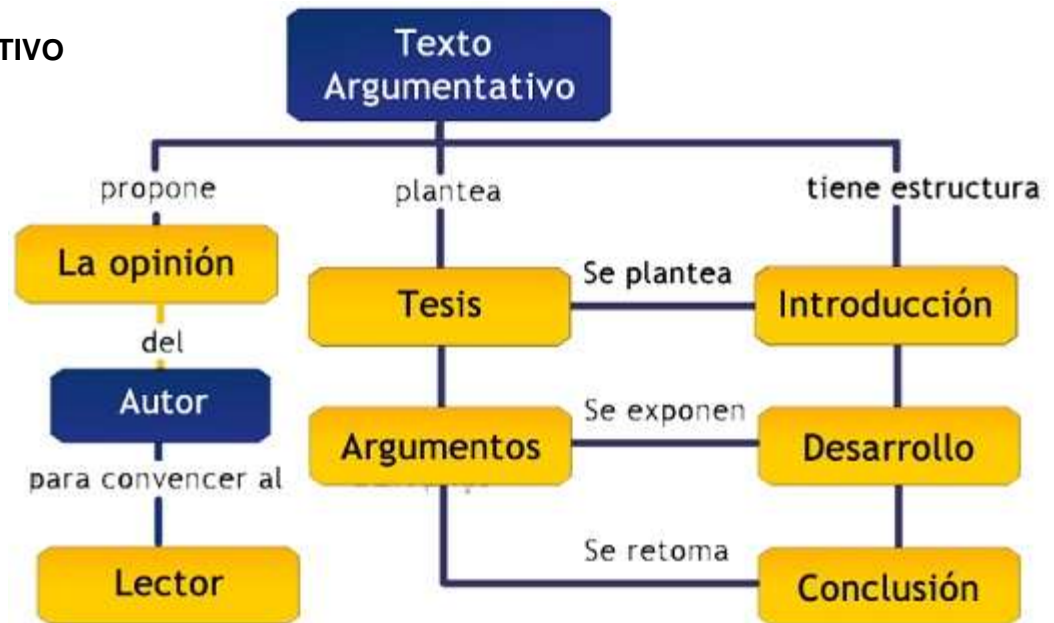 TIVO
Texto
Argumentativo
propone
plantea
tiene estructura
La opinión
Tesis
Se plantea
Introducción
del
Autor
Argumentos
Se exponen
Desarrollo
para convencer al
Lector
Se retoma
Conclusión